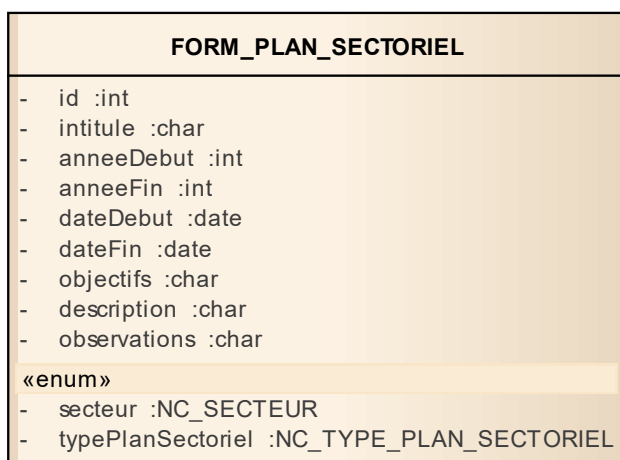 FORM_PLAN_SECTORIEL
- id :int
- intitule :char
- anneeDebut :int
- anneeFin :int
- dateDebut :date
- dateFin :date
- objectifs :char
- description :char
- observations :char
«enum»
- secteur :NC_SECTEUR
- typePlanSectoriel :NC_TYPE_PLAN_SECTORIEL